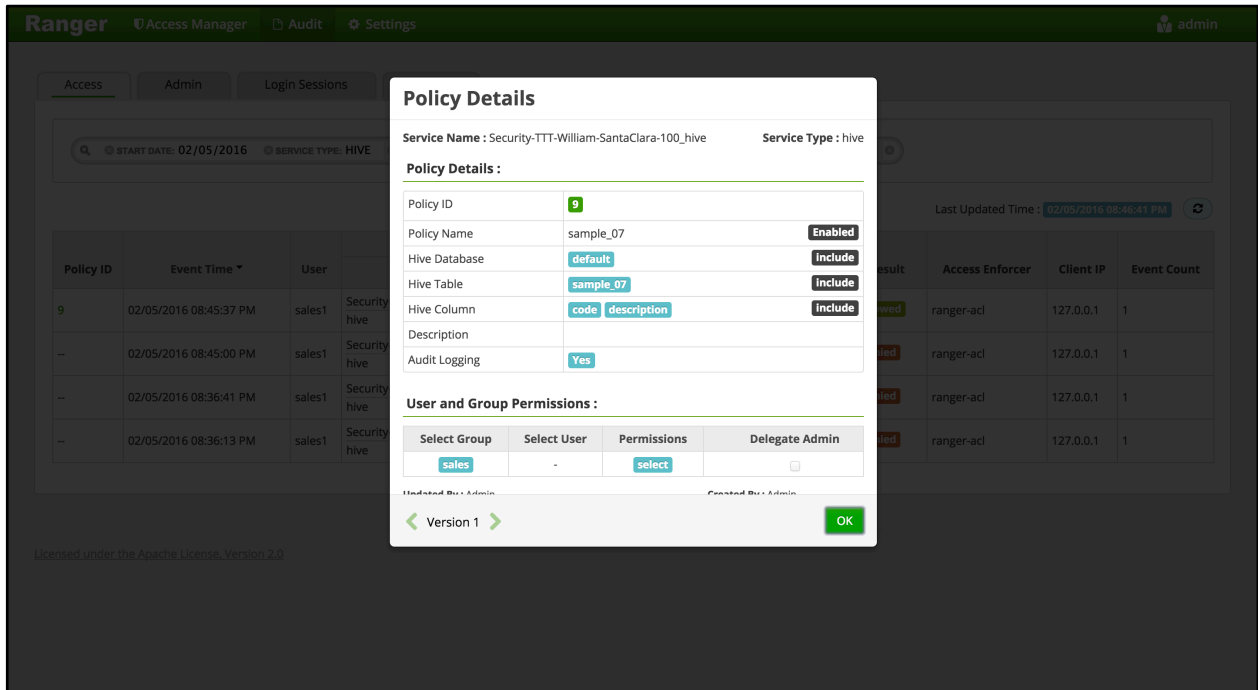 Ranger Access Manager Audit Settings admin
Access Admin Login Sessions
START DATE: 02/05/2016 SERVICE TYPE: HIVE
Last Updated Time : 02/05/2016 08:46:41 PM
Policy ID Event Time User Access Enforcer Client IP Event Count
9 02/05/2016 08:45:37 PM sales1 Security hive ranger-acl 127.0.0.1 1
-- 02/05/2016 08:45:00 PM sales1 Security hive ranger-acl 127.0.0.1 1
-- 02/05/2016 08:36:41 PM sales1 Security hive ranger-acl 127.0.0.1 1
-- 02/05/2016 08:36:13 PM sales1 Security hive ranger-acl 127.0.0.1 1
Licensed under the Apache License, Version 2.0
Policy Details
Service Name : Security-TTT-William-SantaClara-100_hive Service Type : hive
Policy Details :
Policy ID 9
Policy Name sample_07 Enabled
Hive Database default include
Hive Table sample_07 include
Hive Column code description include
Description
Audit Logging Yes
User and Group Permissions :
Select Group Select User Permissions Delegate Admin
sales - select
Updated By : Admin Created By : Admin
Version 1 OK